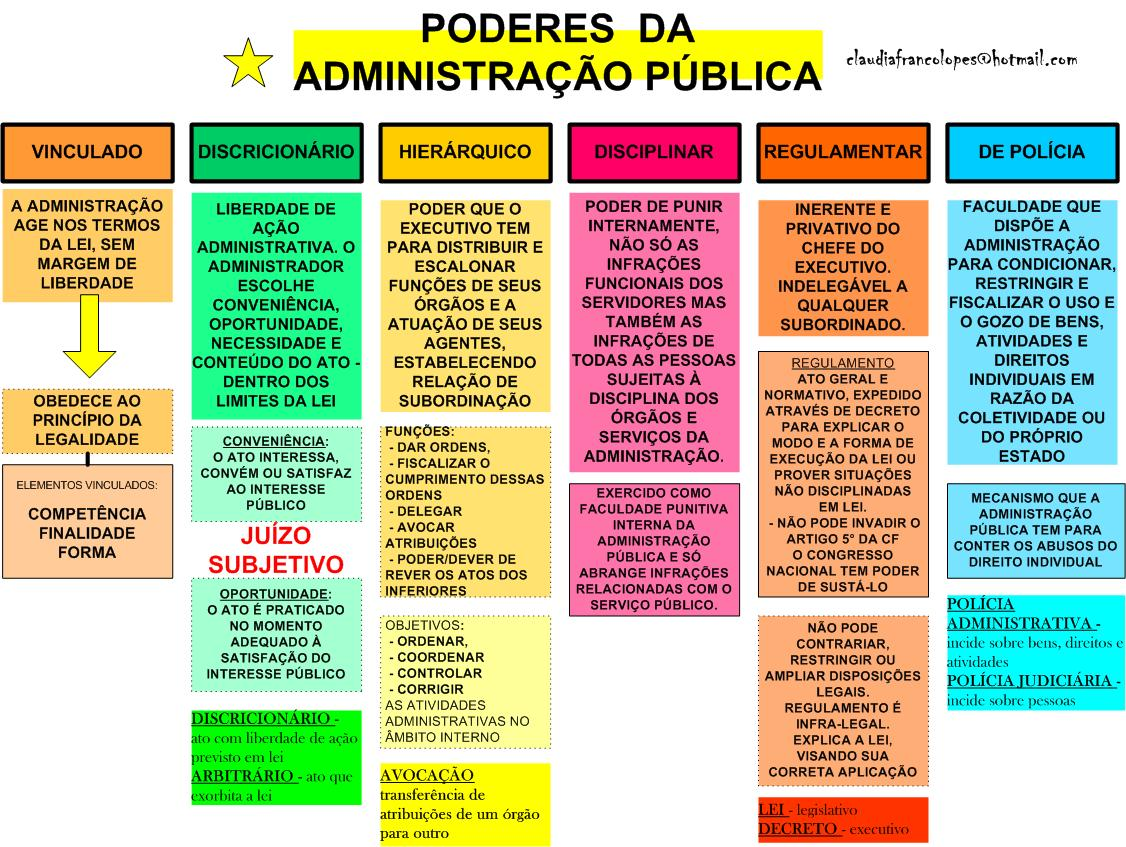 PODERES DA
ADMINISTRAÇÃO PÚBLICA
claudiafrancolopes@hotmail.com
VINCULADO
A ADMINISTRAÇÃO
AGE NOS TERMOS
DA LEI, SEM
MARGEM DE
LIBERDADE
OBEDECE AO
PRINCÍPIO DA
LEGALIDADE
ELEMENTOS VINCULADOS:
COMPETÊNCIA
FINALIDADE
FORMA
DISCRICIONÁRIO
LIBERDADE DE
AÇÃO
ADMINISTRATIVA. O
ADMINISTRADOR
ESCOLHE
CONVENIÊNCIA,
OPORTUNIDADE,
NECESSIDADE E
CONTEÚDO DO ATO -
DENTRO DOS
LIMITES DA LEI
CONVENIÊNCIA:
O ATO INTERESSA,
CONVÉM OU SATISFAZ
AO INTERESSE
PÚBLICO
JUÍZO
SUBJETIVO
OPORTUNIDADE:
O ATO É PRATICADO
NO MOMENTO
ADEQUADO À
SATISFAÇÃO DO
INTERESSE PÚBLICO
DISCRICIONÁRIO -
ato com liberdade de ação
previsto em lei
ARBITRÁRIO - ato que
exorbita a lei
HIERÁRQUICO
PODER QUE O
EXECUTIVO TEM
PARA DISTRIBUIR E
ESCALONAR
FUNÇÕES DE SEUS
ÓRGÃOS E A
ATUAÇÃO DE SEUS
AGENTES,
ESTABELECENDO
RELAÇÃO DE
SUBORDINAÇÃO
FUNÇÕES:
- DAR ORDENS,
- FISCALIZAR O
CUMPRIMENTO DESSAS
ORDENS
- DELEGAR
- AVOCAR
ATRIBUIÇÕES
- PODER/DEVER DE
REVER OS ATOS DOS
INFERIORES
OBJETIVOS:
- ORDENAR,
- COORDENAR
- CONTROLAR
- CORRIGIR
AS ATIVIDADES
ADMINISTRATIVAS NO
ÂMBITO INTERNO
AVOCAÇÃO
transferência de
atribuições de um órgão
para outro
DISCIPLINAR
PODER DE PUNIR
INTERNAMENTE,
NÃO SÓ AS
INFRAÇÕES
FUNCIONAIS DOS
SERVIDORES MAS
TAMBÉM AS
INFRAÇÕES DE
TODAS AS PESSOAS
SUJEITAS À
DISCIPLINA DOS
ÓRGÃOS E
SERVIÇOS DA
ADMINISTRAÇÃO.
EXERCIDO COMO
FACULDADE PUNITIVA
INTERNA DA
ADMINISTRAÇÃO
PÚBLICA E SÓ
ABRANGE INFRAÇÕES
RELACIONADAS COM O
SERVIÇO PÚBLICO.
REGULAMENTAR
INERENTE E
PRIVATIVO DO
CHEFE DO
EXECUTIVO.
INDELEGÁVEL A
QUALQUER
SUBORDINADO.
REGULAMENTO
ATO GERAL E
NORMATIVO, EXPEDIDO
ATRAVÉS DE DECRETO
PARA EXPLICAR O
MODO E A FORMA DE
EXECUÇÃO DA LEI OU
PROVER SITUAÇÕES
NÃO DISCIPLINADAS
EM LEI.
- NÃO PODE INVADIR O
ARTIGO 5° DA CF
O CONGRESSO
NACIONAL TEM PODER
DE SUSTÁ-LO
NÃO PODE
CONTRARIAR,
RESTRINGIR OU
AMPLIAR DISPOSIÇÕES
LEGAIS.
REGULAMENTO É
INFRA-LEGAL.
EXPLICA A LEI,
VISANDO SUA
CORRETA APLICAÇÃO
LEI - legislativo
DECRETO - executivo
DE POLÍCIA
FACULDADE QUE
DISPÕE A
ADMINISTRAÇÃO
PARA CONDICIONAR,
RESTRINGIR E
FISCALIZAR O USO E
O GOZO DE BENS,
ATIVIDADES E
DIREITOS
INDIVIDUAIS EM
RAZÃO DA
COLETIVIDADE OU
DO PRÓPRIO
ESTADO
MECANISMO QUE A
ADMINISTRAÇÃO
PÚBLICA TEM PARA
CONTER OS ABUSOS DO
DIREITO INDIVIDUAL
POLÍCIA
ADMINISTRATIVA -
incide sobre bens, direitos e
atividades
POLÍCIA JUDICIÁRIA -
incide sobre pessoas